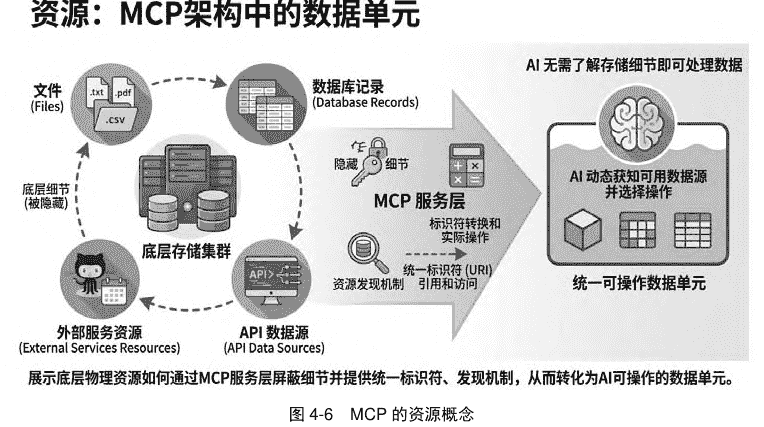 资源：MCP架构中的数据单元
文件
(Files)
.txt
.pdf
.csv
数据库记录
(Database Records)
底层细节
(被隐藏)
底层存储集群
外部服务资源
(External Services Resources)
API
API 数据源
(API Data Sources)
隐藏
细节
MCP 服务层
标识符转换和
实际操作
资源发现机制
统一标识符 (URI)
引用和访问
AI 无需了解存储细节即可处理数据
AI 动态获知可用数据源
并选择操作
统一可操作数据单元
展示底层物理资源如何通过MCP服务层屏蔽细节并提供统一标识符、发现机制，从而转化为AI可操作的数据单元。
图 4-6 MCP 的资源概念